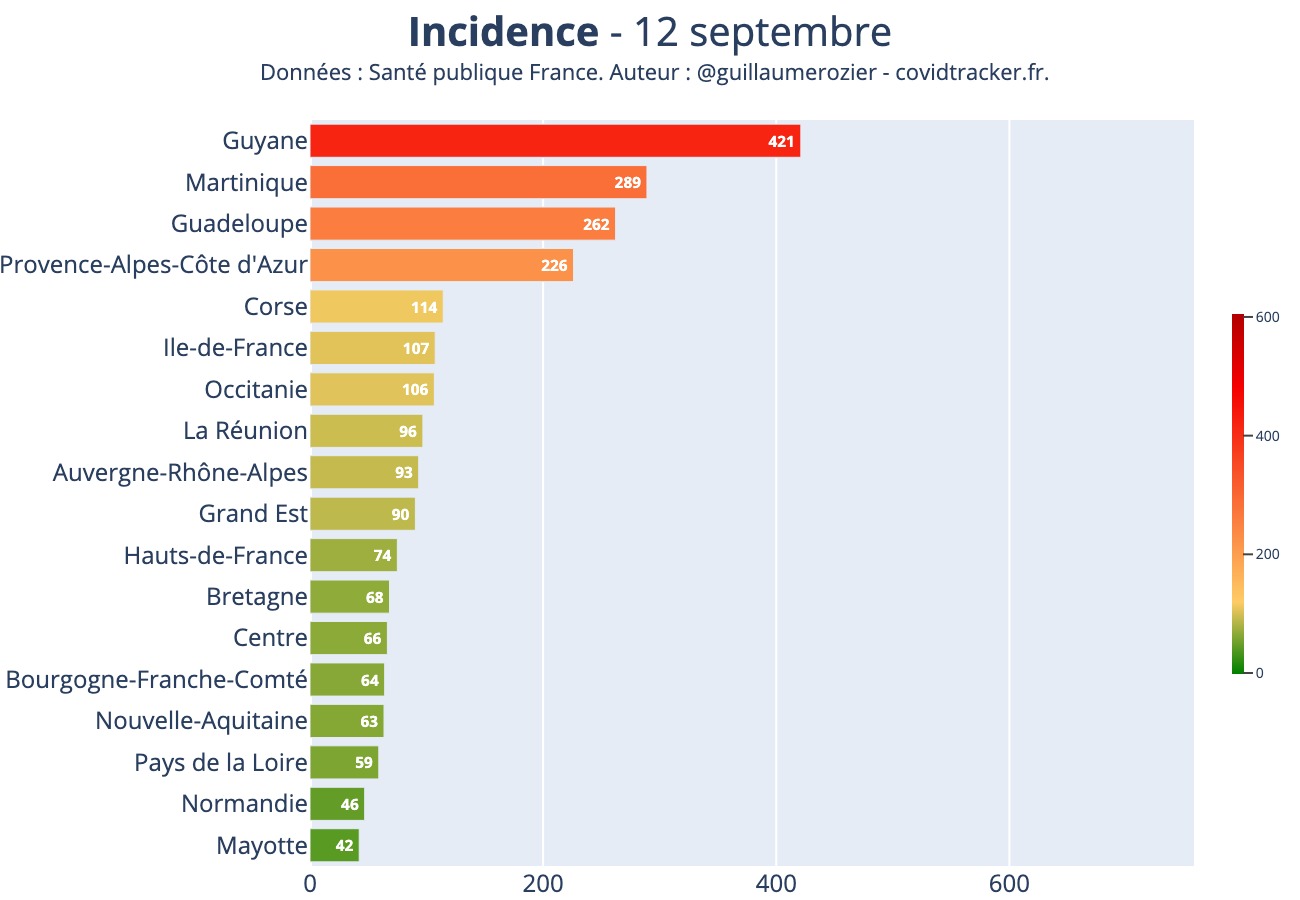 Incidence - 12 septembre
Données : Santé publique France. Auteur : @guillaumerozier - covidtracker.fr.
Guyane 421
Martinique 289
Guadeloupe 262
Provence-Alpes-Côte d'Azur 226
Corse 114
Ile-de-France 107
Occitanie 106
La Réunion 96
Auvergne-Rhône-Alpes 93
Grand Est 90
Hauts-de-France 74
Bretagne 68
Centre 66
Bourgogne-Franche-Comté 64
Nouvelle-Aquitaine 63
Pays de la Loire 59
Normandie 46
Mayotte 42
0 200 400 600
600
400
200
0